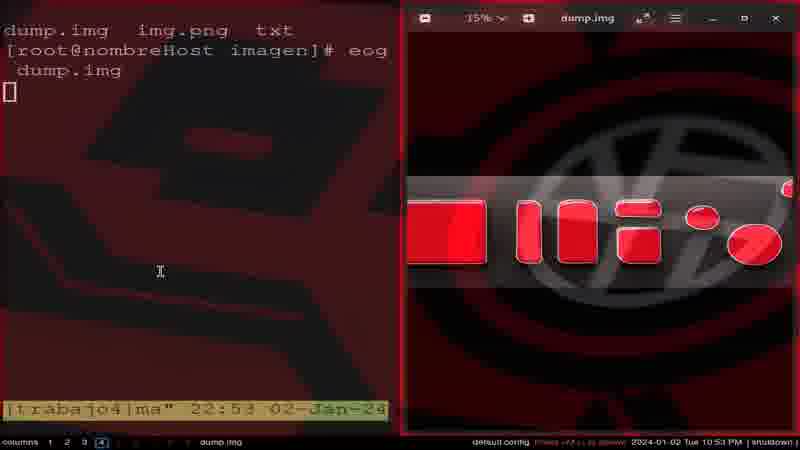 dump.img  img.png  txt
[root@nombreHost imagen]# eog
dump.img
15%
dump.img
|trabajo4|ma" 22:53 02-Jan-24
columns 1 2 3 4
dump.img
default config
2024-01-02 Tue 10:53 PM | shutdown |